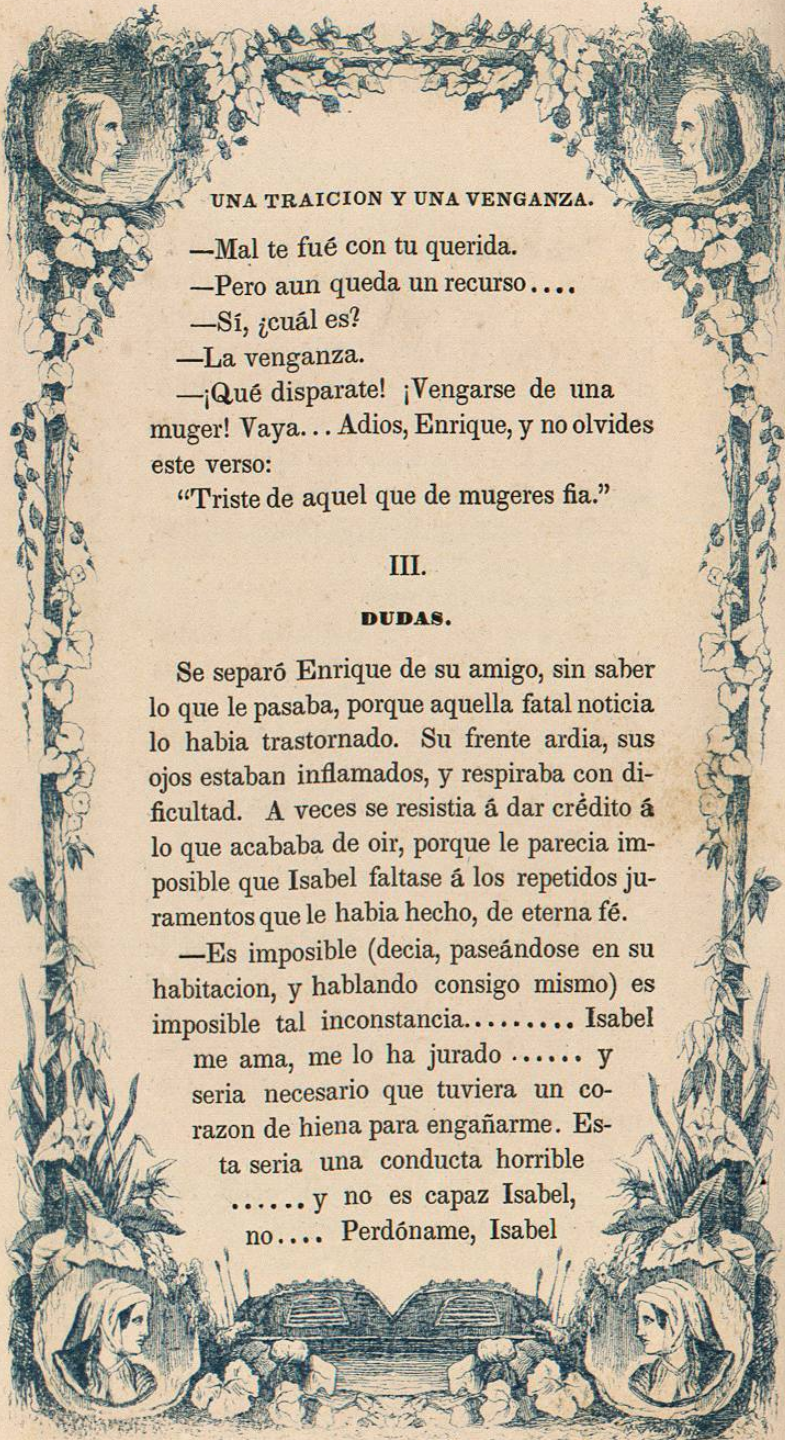 UNA TRAICION Y UNA VENGANZA.
—Mal te fué con tu querida.
—Pero aun queda un recurso....
—Sí, ¿cuál es?
—La venganza.
—¡Qué disparate! ¡Vengarse de una
muger! Vaya... Adios, Enrique, y no olvides
este verso:
“Triste de aquel que de mugeres fia.”
III.
DUDAS.
Se separó Enrique de su amigo, sin saber
lo que le pasaba, porque aquella fatal noticia
lo habia trastornado. Su frente ardia, sus
ojos estaban inflamados, y respiraba con di-
ficultad. A veces se resistia á dar crédito á
lo que acababa de oir, porque le parecia im-
posible que Isabel faltase á los repetidos ju-
ramentos que le habia hecho, de eterna fé.
—Es imposible (decia, paseándose en su
habitacion, y hablando consigo mismo) es
imposible tal inconstancia......... Isabel
me ama, me lo ha jurado ...... y
seria necesario que tuviera un co-
razon de hiena para engañarme. Es-
ta seria una conducta horrible
...... y no es capaz Isabel,
no.... Perdóname, Isabel